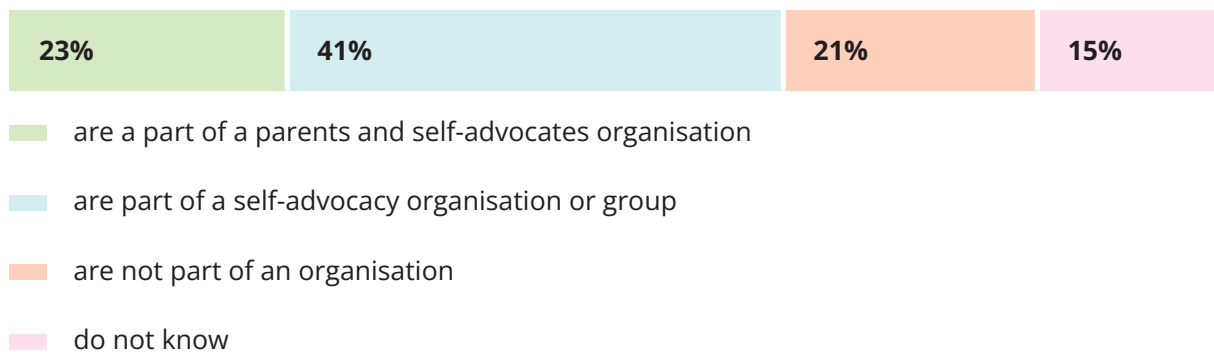 23% 41% 21% 15%
are a part of a parents and self-advocates organisation
are part of a self-advocacy organisation or group
are not part of an organisation
do not know